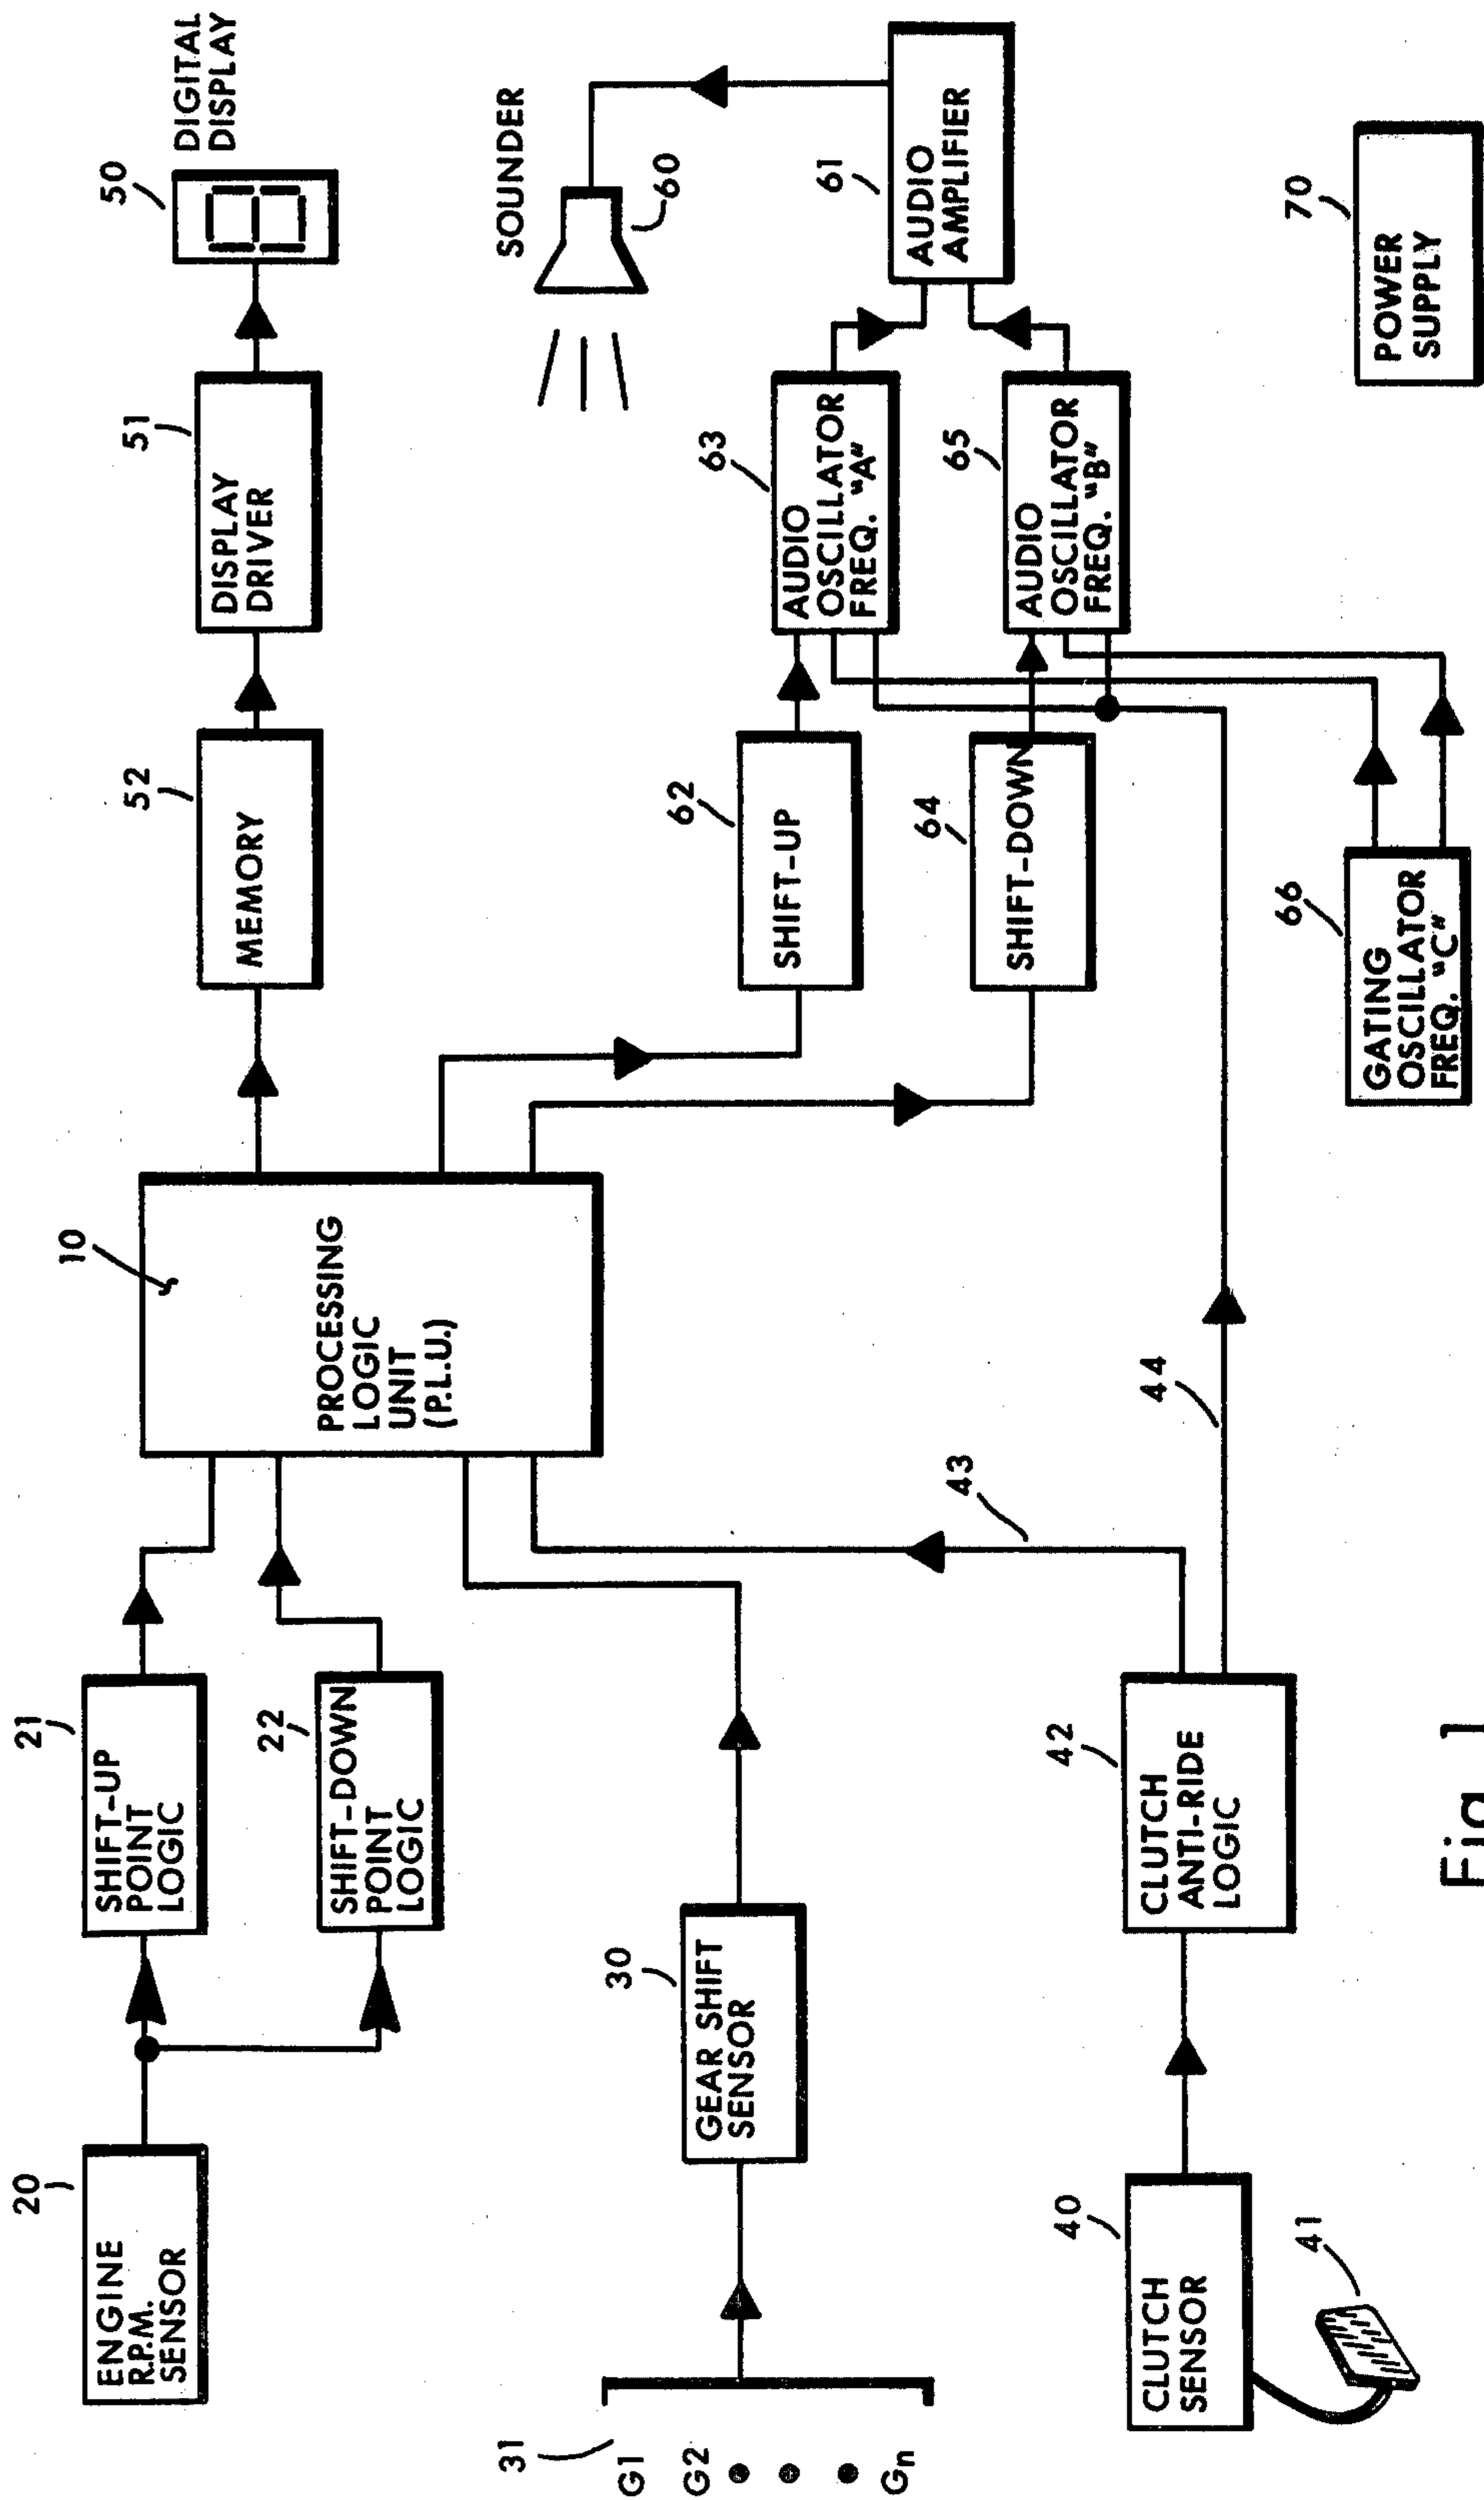 10
PROCESSING
LOGIC
UNIT
(P.L.U.)
20
ENGINE
R.P.M.
SENSOR
21
SHIFT-UP
POINT
LOGIC
22
SHIFT-DOWN
POINT
LOGIC
52
MEMORY
51
DISPLAY
DRIVER
50
DIGITAL
DISPLAY
SOUNDER
60
31
G1
G2
Gn
30
GEAR SHIFT
SENSOR
62
SHIFT-UP
63
AUDIO
OSCILLATOR
FREQ. "A"
61
AUDIO
AMPLIFIER
64
SHIFT-DOWN
65
AUDIO
OSCILLATOR
FREQ. "B"
43
44
40
CLUTCH
SENSOR
41
42
CLUTCH
ANTI-RIDE
LOGIC
66
GATING
OSCILLATOR
FREQ. "C"
70
POWER
SUPPLY
Fig. 1